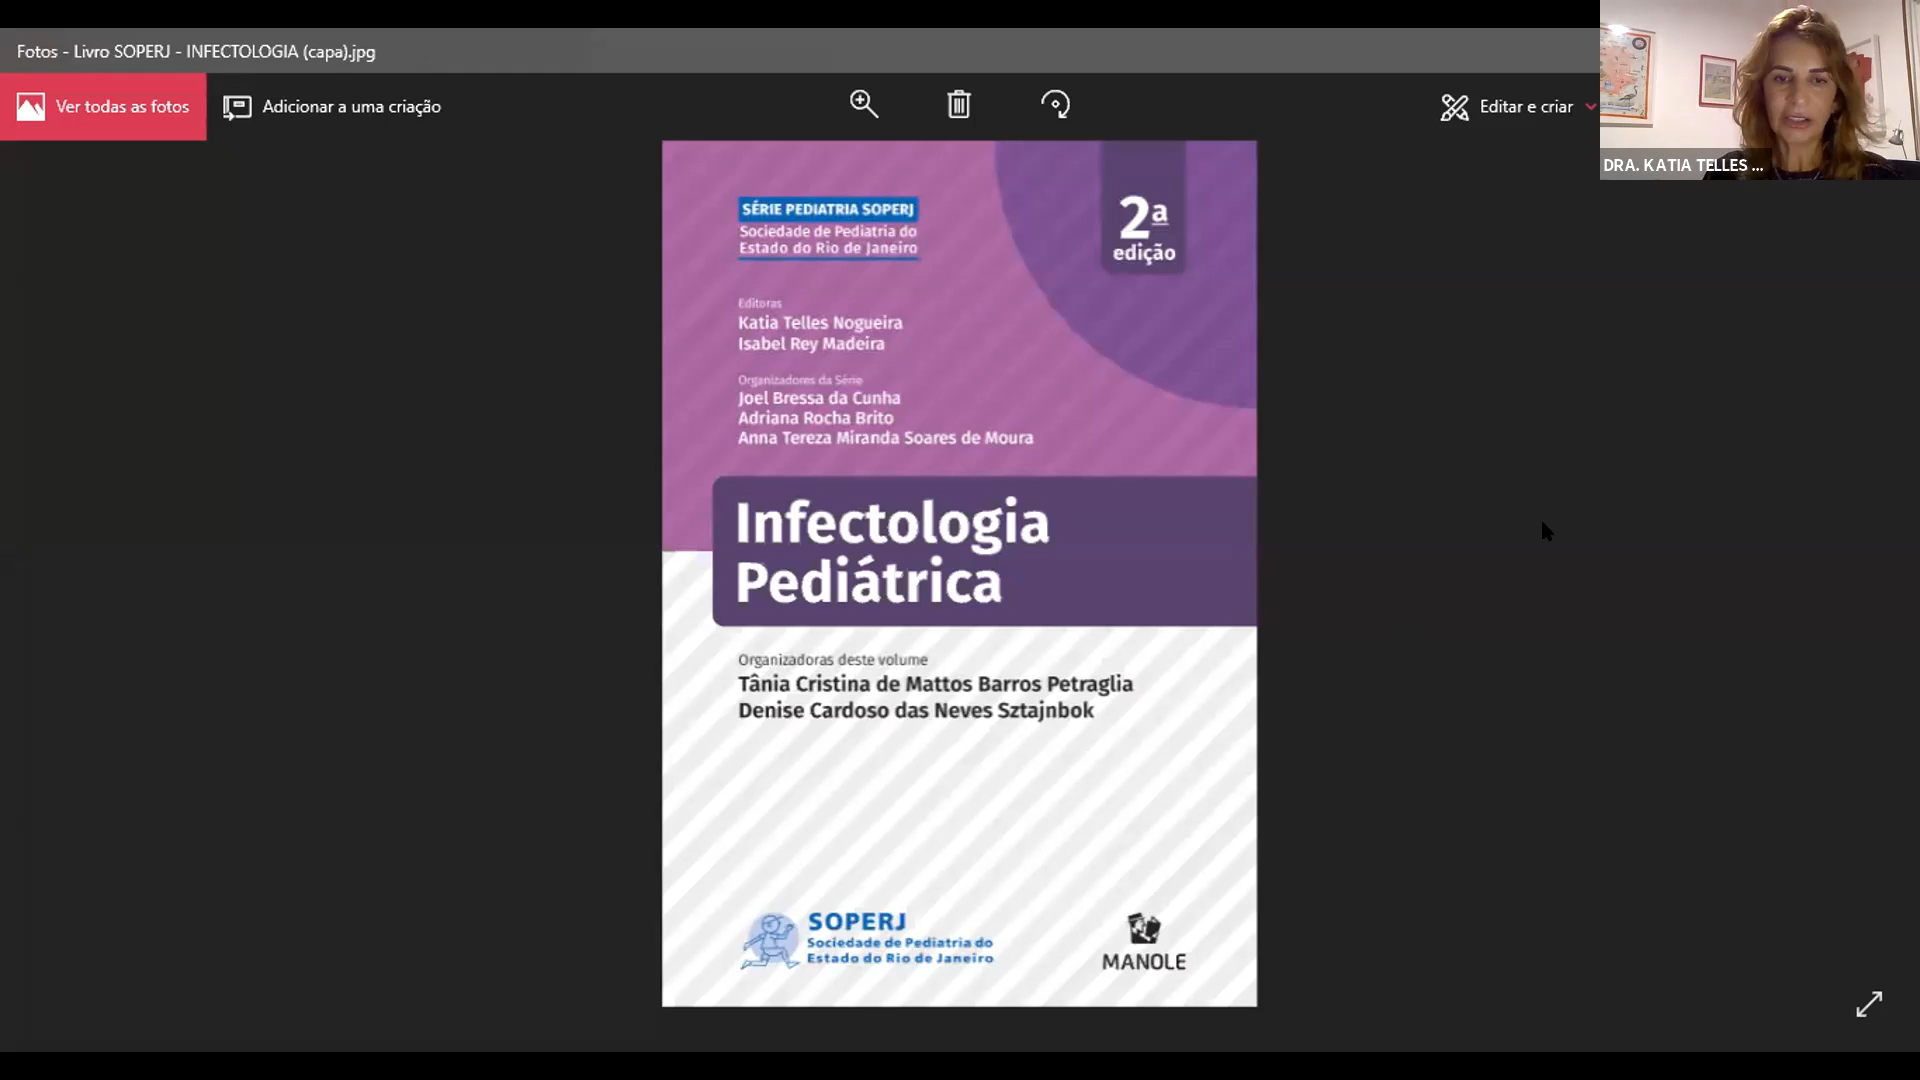 Fotos - Livro SOPERJ - INFECTOLOGIA (capa).jpg
Ver todas as fotos
Adicionar a uma criação
Editar e criar
DRA. KATIA TELLES ...
SÉRIE PEDIATRIA SOPERJ
Sociedade de Pediatria do
Estado do Rio de Janeiro
2ª
edição
Editoras
Katia Telles Nogueira
Isabel Rey Madeira
Organizadores da Série
Joel Bressa da Cunha
Adriana Rocha Brito
Anna Tereza Miranda Soares de Moura
Infectologia
Pediátrica
Organizadoras deste volume
Tânia Cristina de Mattos Barros Petraglia
Denise Cardoso das Neves Sztajnbok
SOPERJ
Sociedade de Pediatria do
Estado do Rio de Janeiro
MANOLE